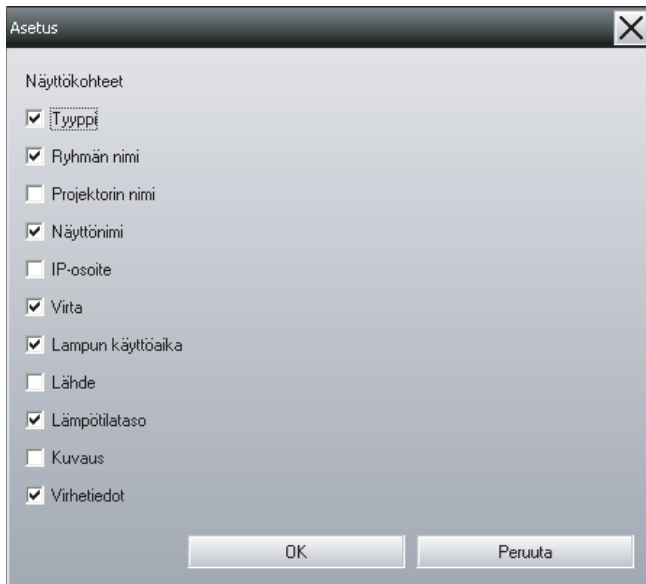 Asetus
Näyttökohteet
Tyyppi
Ryhmän nimi
Projektorin nimi
Näyttönimi
IP-osoite
Virta
Lampun käyttöaika
Lähde
Lämpötilataso
Kuvaus
Virhetiedot
OK Peruuta